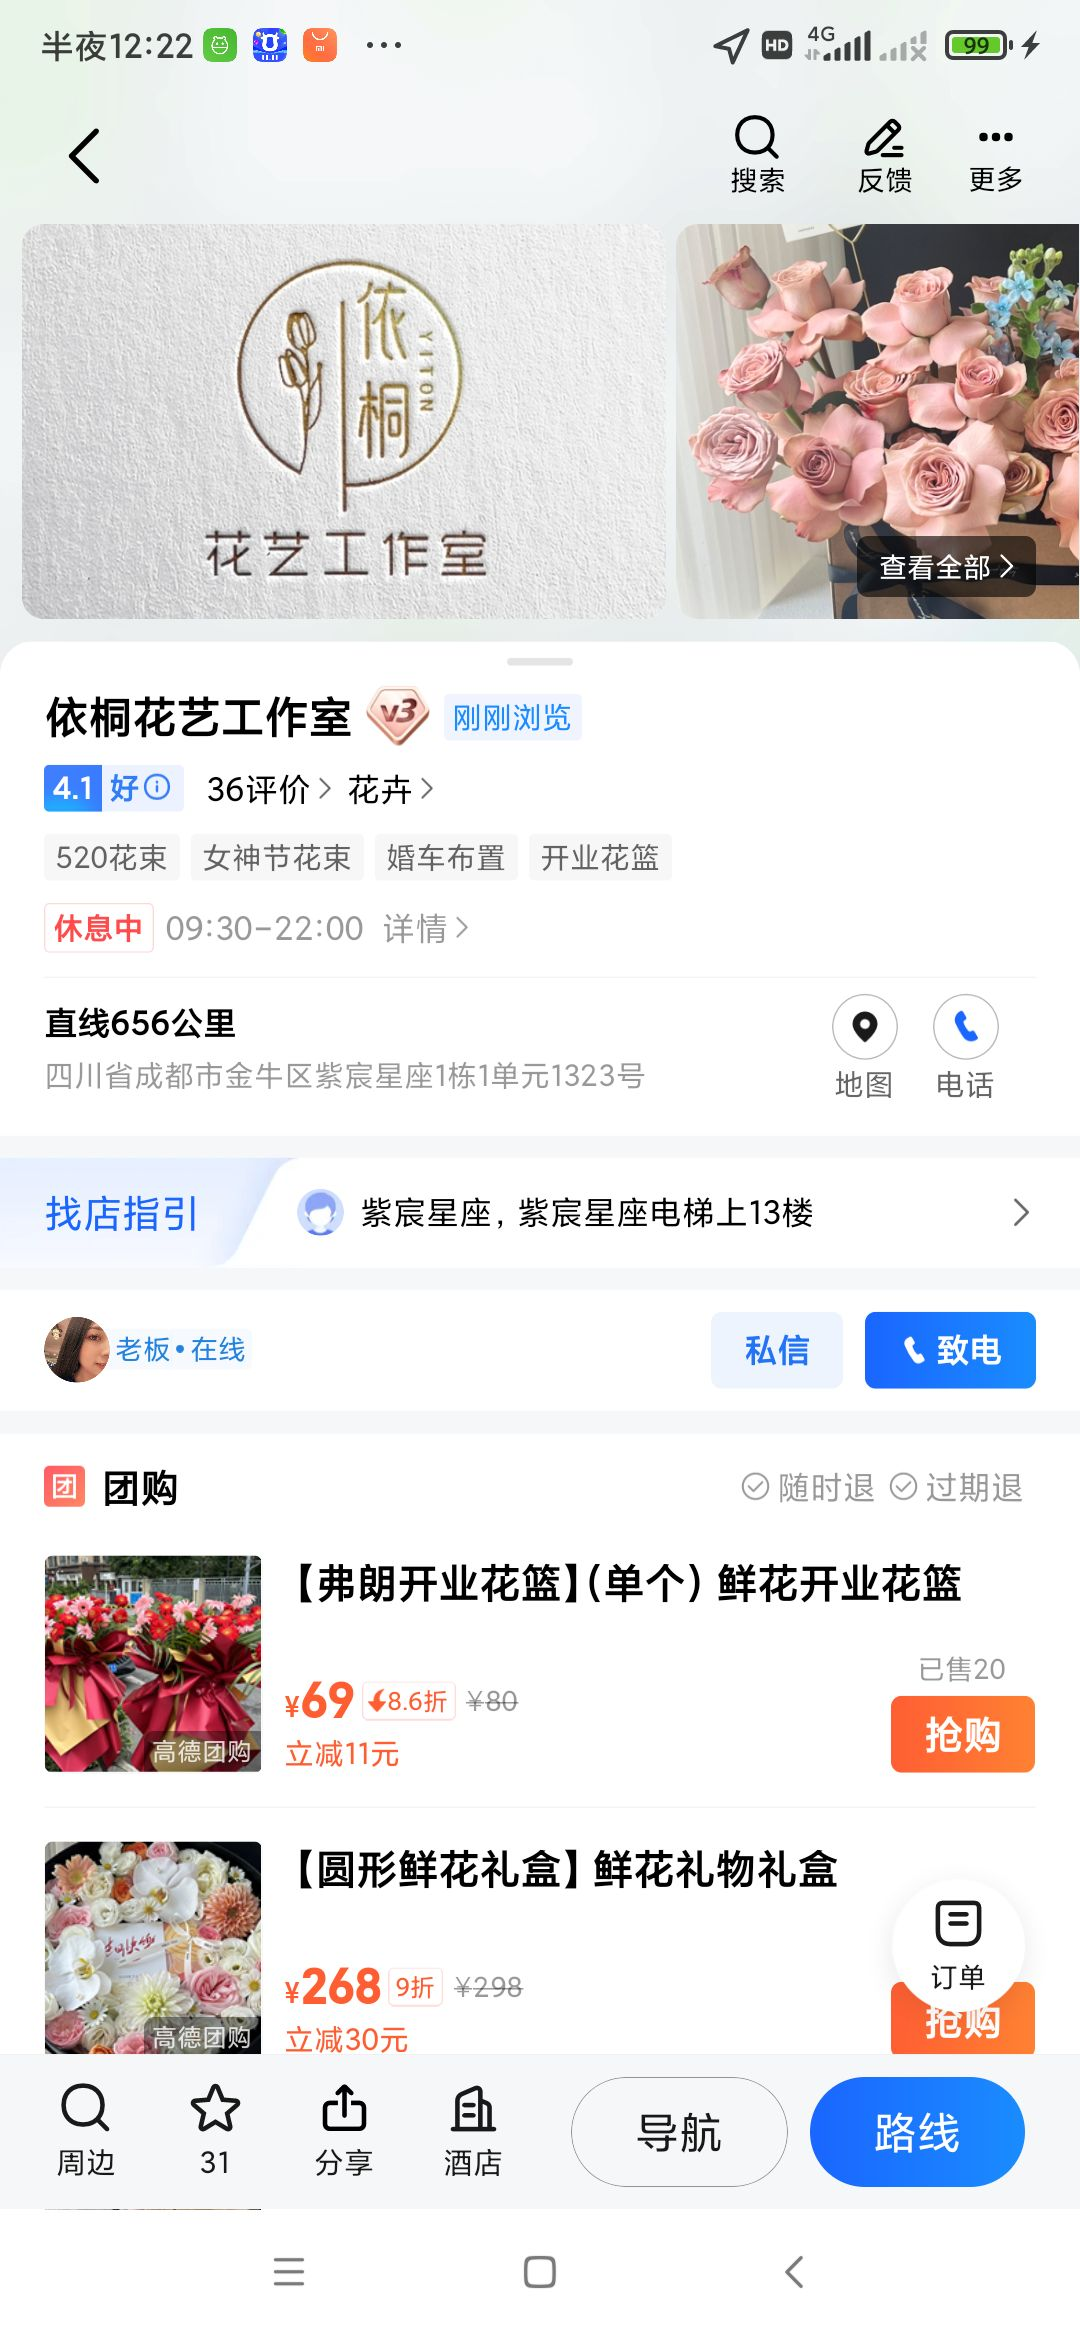 半夜12:22 ··· HD 4G 99
搜索 反馈 更多
依桐
YITON
花艺工作室
查看全部
依桐花艺工作室 V3 刚刚浏览
4.1 好 36评价 花卉
520花束 女神节花束 婚车布置 开业花篮
休息中 09:30-22:00 详情
直线656公里
四川省成都市金牛区紫宸星座1栋1单元1323号
地图 电话
找店指引 紫宸星座，紫宸星座电梯上13楼
老板•在线 私信 致电
团 团购 随时退 过期退
【弗朗开业花篮】（单个）鲜花开业花篮
已售20
¥69 8.6折 ¥80
立减11元
抢购
高德团购
【圆形鲜花礼盒】鲜花礼物礼盒
¥268 9折 ¥298
立减30元
抢购
高德团购
订单
周边 31 分享 酒店 导航 路线